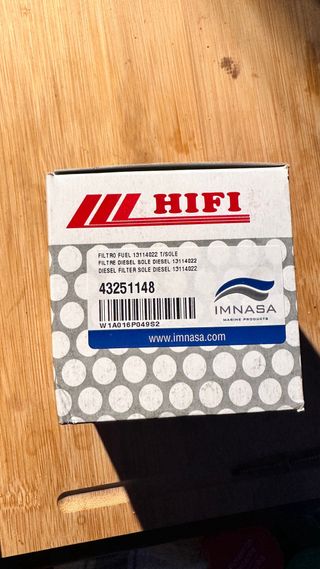 HIFI
FILTRO FUEL 13114022 T/SOLE
FILTRE DIESEL SOLE DIESEL 13114022
DIESEL FILTER SOLE DIESEL 13114022
43251148
W1A016P049S2
IMNASA
MARINE PRODUCTS
www.imnasa.com